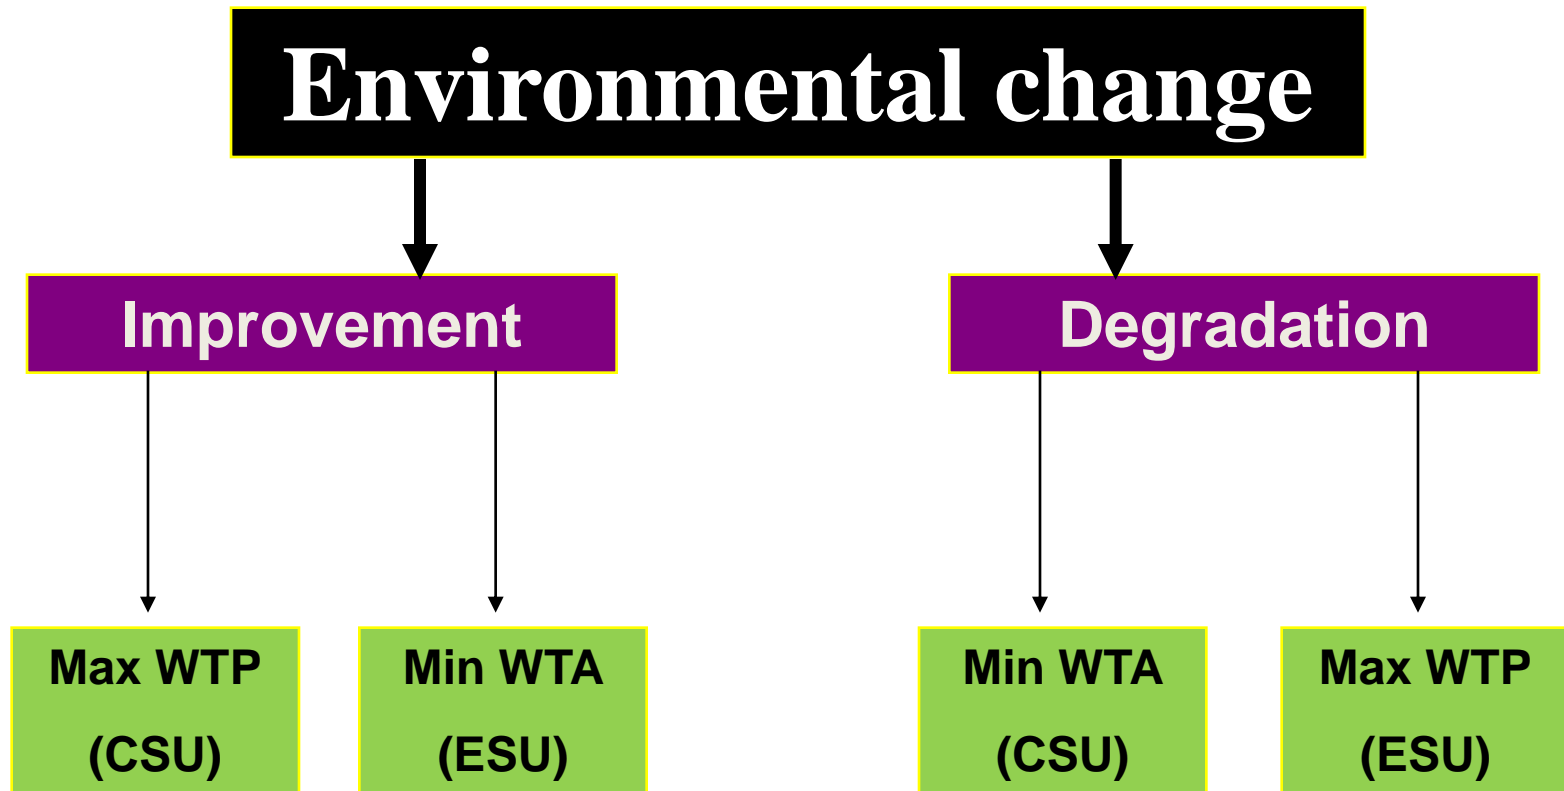 Environmental change
Improvement
Degradation
Max WTP
(CSU)
Min WTA
(ESU)
Min WTA
(CSU)
Max WTP
(ESU)